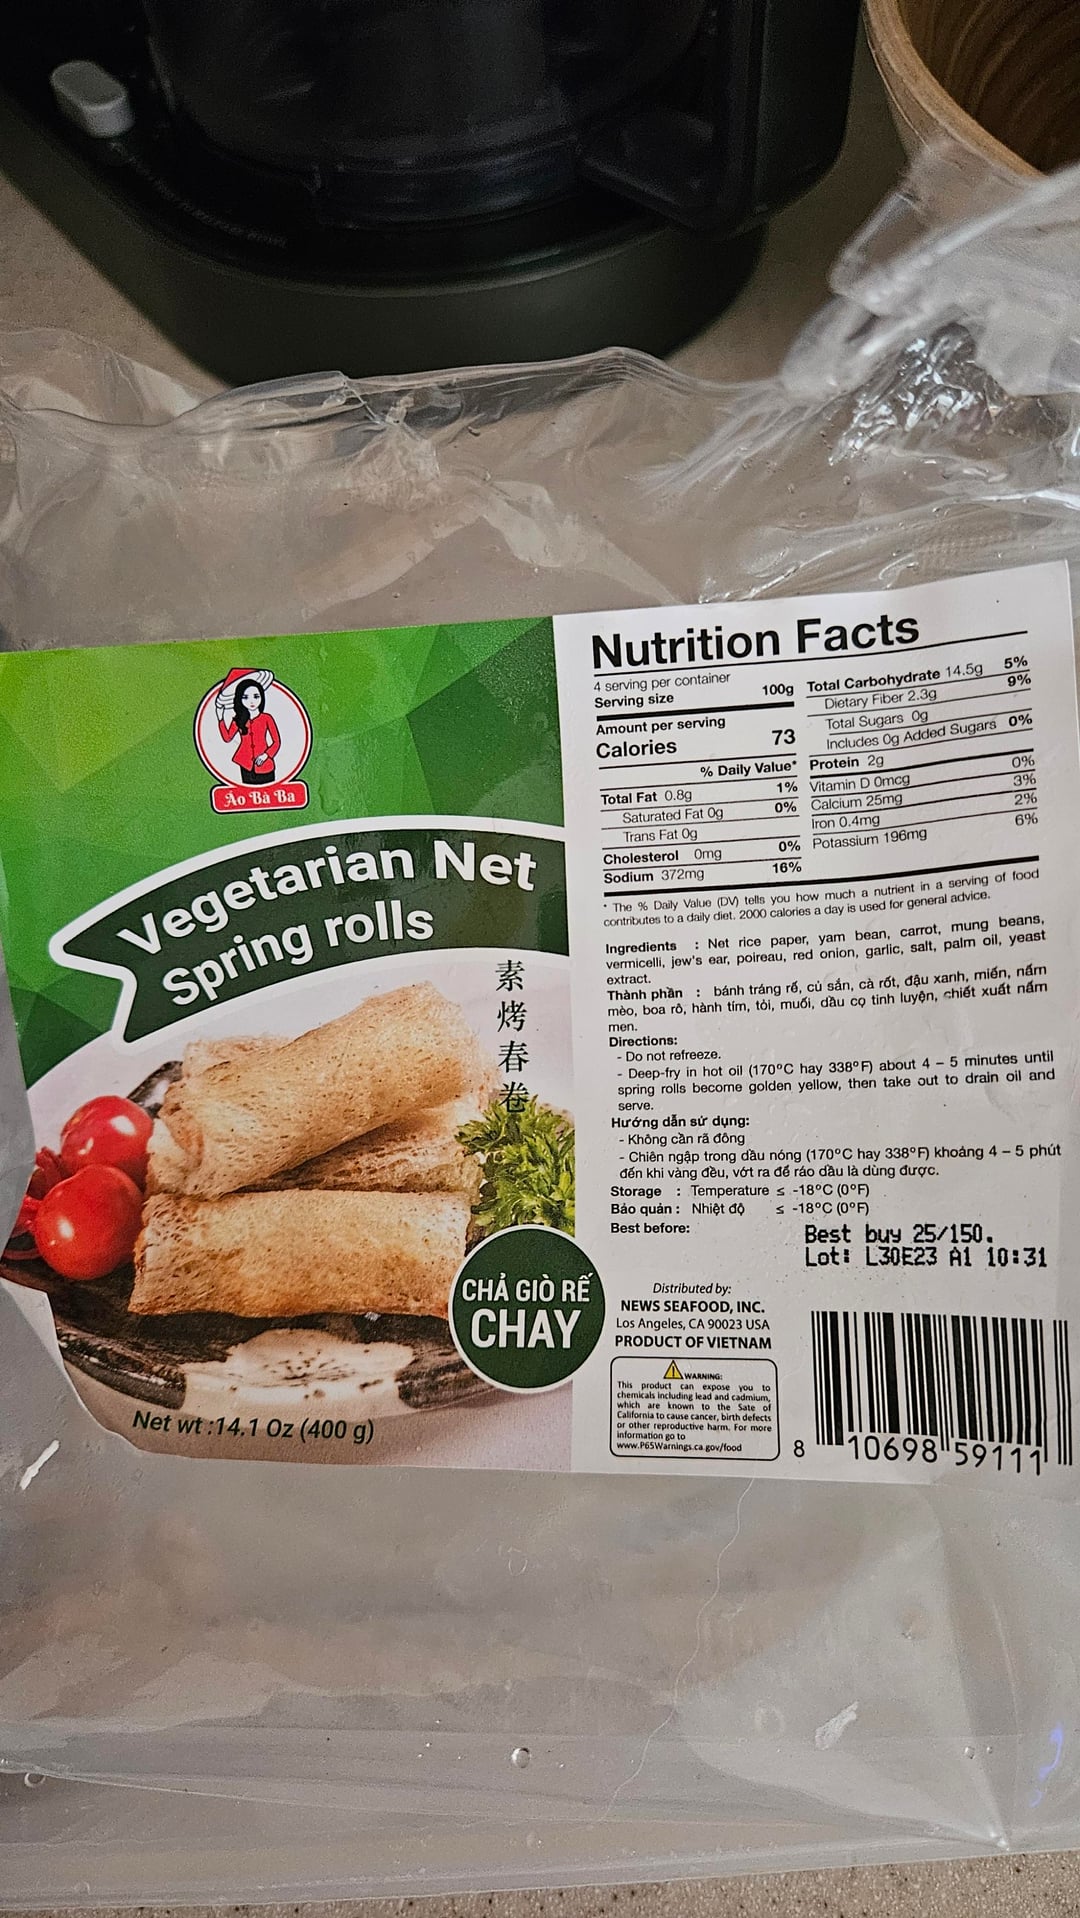 Áo Bà Ba
Vegetarian Net
Spring rolls
素烤春卷
CHẢ GIÒ RẾ
CHAY
Net wt :14.1 Oz (400 g)
Nutrition Facts
4 serving per container
Serving size 100g
Amount per serving
Calories 73
% Daily Value*
Total Fat 0.8g 1%
Saturated Fat 0g 0%
Trans Fat 0g
Cholesterol 0mg 0%
Sodium 372mg 16%
Total Carbohydrate 14.5g 5%
Dietary Fiber 2.3g 9%
Total Sugars 0g
Includes 0g Added Sugars 0%
Protein 2g
Vitamin D 0mcg 0%
Calcium 25mg 3%
Iron 0.4mg 2%
Potassium 196mg 6%
* The % Daily Value (DV) tells you how much a nutrient in a serving of food
contributes to a daily diet. 2000 calories a day is used for general advice.
Ingredients : Net rice paper, yam bean, carrot, mung beans,
vermicelli, jew's ear, poireau, red onion, garlic, salt, palm oil, yeast
extract.
Thành phần : bánh tráng rế, củ sắn, cà rốt, đậu xanh, miến, nấm
mèo, boa rô, hành tím, tỏi, muối, dầu cọ tinh luyện, chiết xuất nấm
men.
Directions:
- Do not refreeze.
- Deep-fry in hot oil (170°C hay 338°F) about 4 – 5 minutes until
spring rolls become golden yellow, then take out to drain oil and
serve.
Hướng dẫn sử dụng:
- Không cần rã đông
- Chiên ngập trong dầu nóng (170°C hay 338°F) khoảng 4 – 5 phút
đến khi vàng đều, vớt ra để ráo dầu là dùng được.
Storage : Temperature ≤ -18°C (0°F)
Bảo quản : Nhiệt độ ≤ -18°C (0°F)
Best before:
Best buy 25/150.
Lot: L30E23 A1 10:31
Distributed by:
NEWS SEAFOOD, INC.
Los Angeles, CA 90023 USA
PRODUCT OF VIETNAM
WARNING:
This product can expose you to
chemicals including lead and cadmium,
which are known to the Sate of
California to cause cancer, birth defects
or other reproductive harm. For more
information go to
www.P65Warnings.ca.gov/food
8 10698 59111